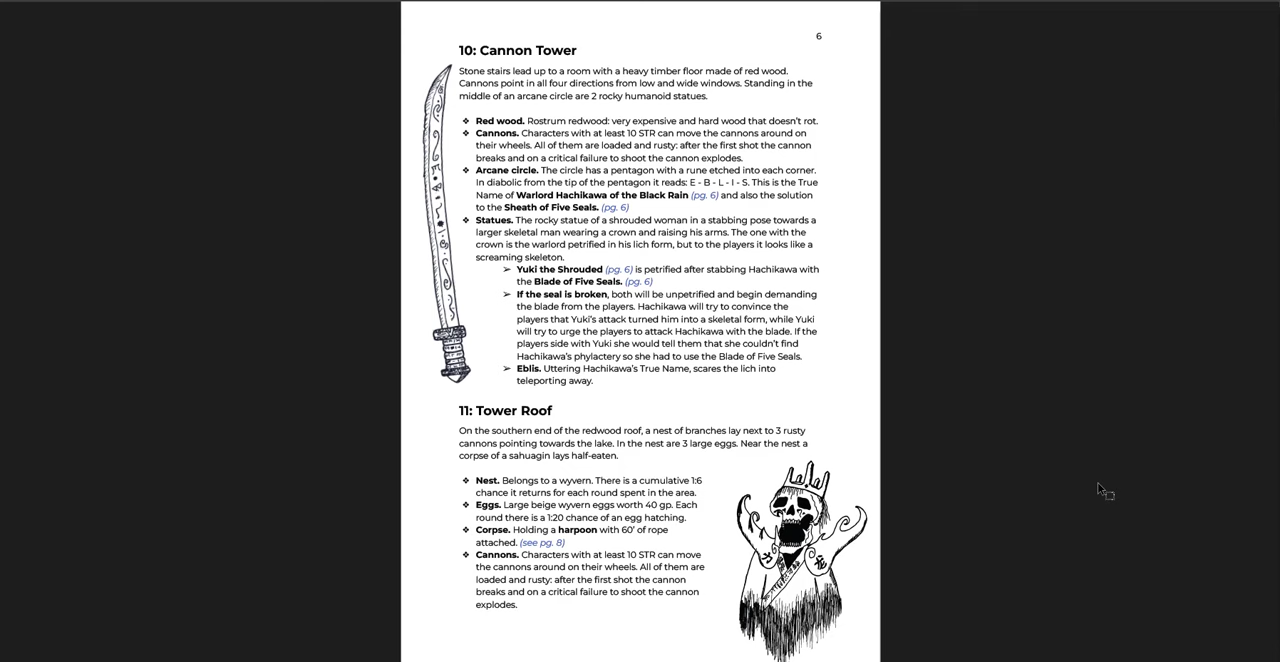 6
10: Cannon Tower
Stone stairs lead up to a room with a heavy timber floor made of red wood.
Cannons point in all four directions from low and wide windows. Standing in the
middle of an arcane circle are 2 rocky humanoid statues.
❖ Red wood. Rostrum redwood: very expensive and hard wood that doesn't rot.
❖ Cannons. Characters with at least 10 STR can move the cannons around on
their wheels. All of them are loaded and rusty: after the first shot the cannon
breaks and on a critical failure to shoot the cannon explodes.
❖ Arcane circle. The circle has a pentagon with a rune etched into each corner.
In diabolic from the tip of the pentagon it reads: E - B - L - I - S. This is the True
Name of Warlord Hachikawa of the Black Rain (pg. 6) and also the solution
to the Sheath of Five Seals. (pg. 6)
❖ Statues. The rocky statue of a shrouded woman in a stabbing pose towards a
larger skeletal man wearing a crown and raising his arms. The one with the
crown is the warlord petrified in his lich form, but to the players it looks like a
screaming skeleton.
➢ Yuki the Shrouded (pg. 6) is petrified after stabbing Hachikawa with
the Blade of Five Seals. (pg. 6)
➢ If the seal is broken, both will be unpetrified and begin demanding
the blade from the players. Hachikawa will try to convince the
players that Yuki's attack turned him into a skeletal form, while Yuki
will try to urge the players to attack Hachikawa with the blade. If the
players side with Yuki she would tell them that she couldn't find
Hachikawa's phylactery so she had to use the Blade of Five Seals.
➢ Eblis. Uttering Hachikawa's True Name, scares the lich into
teleporting away.
11: Tower Roof
On the southern end of the redwood roof, a nest of branches lay next to 3 rusty
cannons pointing towards the lake. In the nest are 3 large eggs. Near the nest a
corpse of a sahuagin lays half-eaten.
❖ Nest. Belongs to a wyvern. There is a cumulative 1:6
chance it returns for each round spent in the area.
❖ Eggs. Large beige wyvern eggs worth 40 gp. Each
round there is a 1:20 chance of an egg hatching.
❖ Corpse. Holding a harpoon with 60' of rope
attached. (see pg. 8)
❖ Cannons. Characters with at least 10 STR can move
the cannons around on their wheels. All of them are
loaded and rusty: after the first shot the cannon
breaks and on a critical failure to shoot the cannon
explodes.